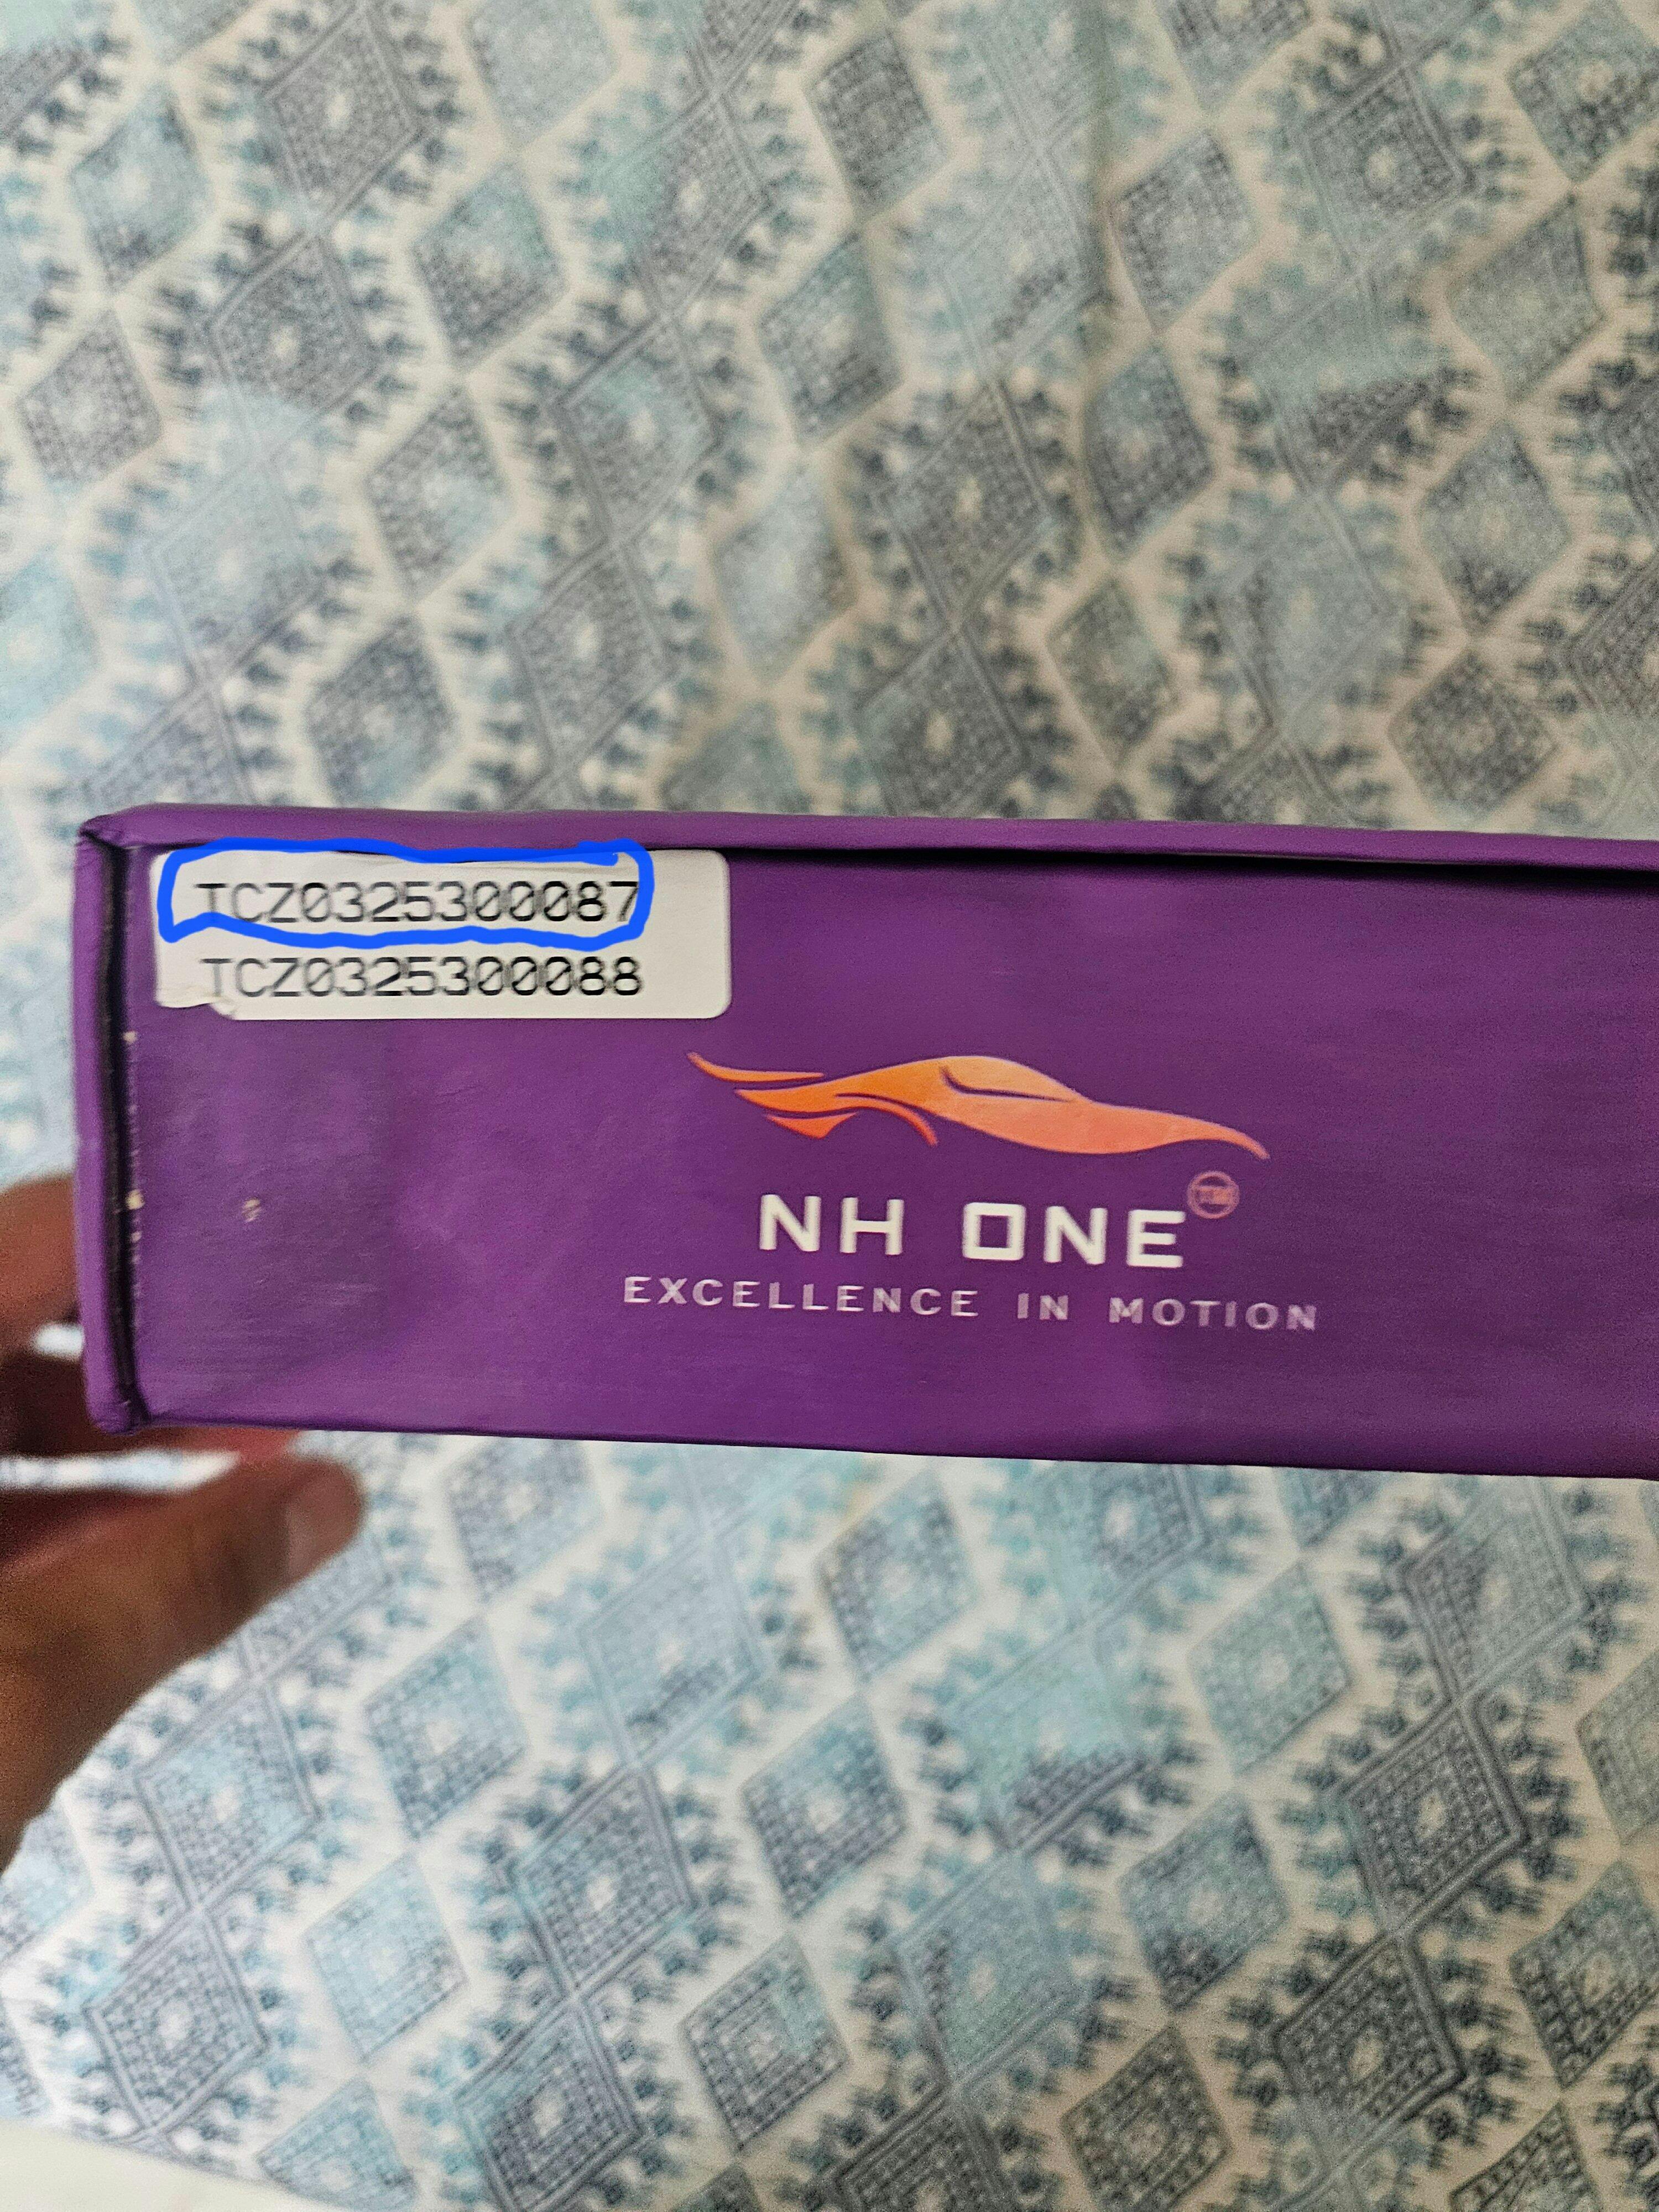 TCZ0325300087
TCZ0325300088
NH ONE
EXCELLENCE IN MOTION